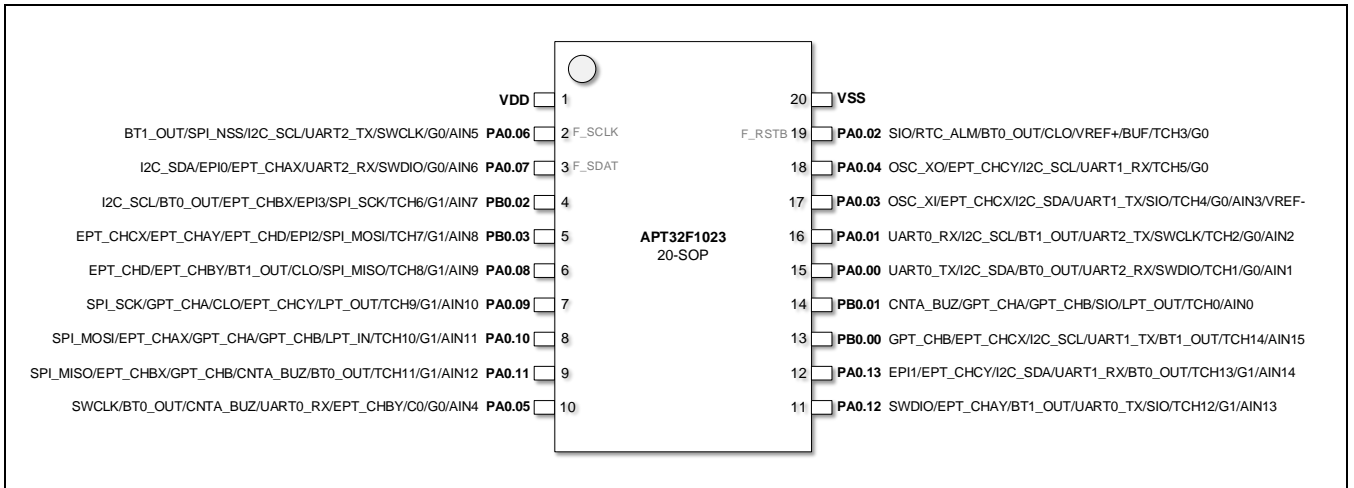 VDD 1
20 VSS
BT1_OUT/SPI_NSS/I2C_SCL/UART2_TX/SWCLK/G0/AIN5 PA0.06 2 F_SCLK
F_RSTB 19 PA0.02 SIO/RTC_ALM/BT0_OUT/CLO/VREF+/BUF/TCH3/G0
I2C_SDA/EPI0/EPT_CHAX/UART2_RX/SWDIO/G0/AIN6 PA0.07 3 F_SDAT
18 PA0.04 OSC_XO/EPT_CHCY/I2C_SCL/UART1_RX/TCH5/G0
I2C_SCL/BT0_OUT/EPT_CHBX/EPI3/SPI_SCK/TCH6/G1/AIN7 PB0.02 4
17 PA0.03 OSC_XI/EPT_CHCX/I2C_SDA/UART1_TX/SIO/TCH4/G0/AIN3/VREF-
EPT_CHCX/EPT_CHAY/EPT_CHD/EPI2/SPI_MOSI/TCH7/G1/AIN8 PB0.03 5
APT32F1023
20-SOP
16 PA0.01 UART0_RX/I2C_SCL/BT1_OUT/UART2_TX/SWCLK/TCH2/G0/AIN2
EPT_CHD/EPT_CHBY/BT1_OUT/CLO/SPI_MISO/TCH8/G1/AIN9 PA0.08 6
15 PA0.00 UART0_TX/I2C_SDA/BT0_OUT/UART2_RX/SWDIO/TCH1/G0/AIN1
SPI_SCK/GPT_CHA/CLO/EPT_CHCY/LPT_OUT/TCH9/G1/AIN10 PA0.09 7
14 PB0.01 CNTA_BUZ/GPT_CHA/GPT_CHB/SIO/LPT_OUT/TCH0/AIN0
SPI_MOSI/EPT_CHAX/GPT_CHA/GPT_CHB/LPT_IN/TCH10/G1/AIN11 PA0.10 8
13 PB0.00 GPT_CHB/EPT_CHCX/I2C_SCL/UART1_TX/BT1_OUT/TCH14/AIN15
SPI_MISO/EPT_CHBX/GPT_CHB/CNTA_BUZ/BT0_OUT/TCH11/G1/AIN12 PA0.11 9
12 PA0.13 EPI1/EPT_CHCY/I2C_SDA/UART1_RX/BT0_OUT/TCH13/G1/AIN14
SWCLK/BT0_OUT/CNTA_BUZ/UART0_RX/EPT_CHBY/C0/G0/AIN4 PA0.05 10
11 PA0.12 SWDIO/EPT_CHAY/BT1_OUT/UART0_TX/SIO/TCH12/G1/AIN13